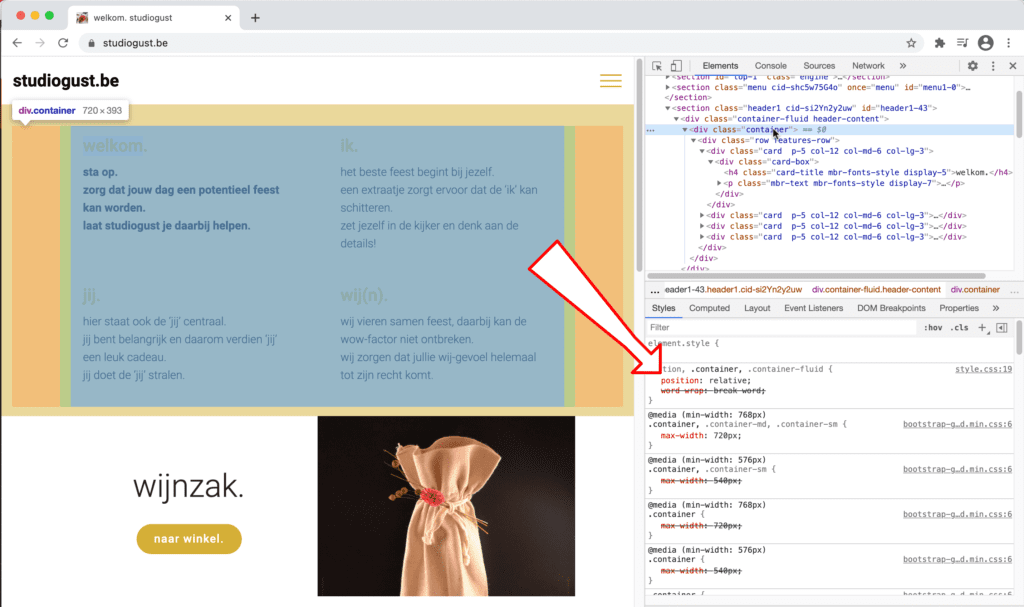 welkom. studiogust
studiogust.be
studiogust.be
div.container 720 × 393
welkom.
sta op.
zorg dat jouw dag een potentieel feest
kan worden.
laat studiogust je daarbij helpen.
ik.
het beste feest begint bij jezelf.
een extraatje zorgt ervoor dat de 'ik' kan
schitteren.
zet jezelf in de kijker en denk aan de
details!
jij.
hier staat ook de 'jij' centraal.
jij bent belangrijk en daarom verdien 'jij'
een leuk cadeau.
jij doet de 'jij' stralen.
wij(n).
wij vieren samen feest, daarbij kan de
wow-factor niet ontbreken.
wij zorgen dat jullie wij-gevoel helemaal
tot zijn recht komt.
wijnzak.
naar winkel.
Elements Console Sources Network »
<section id="top-1" class="engine">…</section>
<section class="menu cid-shc5w75G4o" once="menu" id="menu1-0">…
</section>
<section class="header1 cid-si2Yn2y2uw" id="header1-43">
<div class="container-fluid header-content">
… <div class="container"> == $0
<div class="row features-row">
<div class="card  p-5 col-12 col-md-6 col-lg-3">
<div class="card-box">
<h4 class="card-title mbr-fonts-style display-5">welkom.</h4>
<p class="mbr-text mbr-fonts-style display-7">…</p>
</div>
</div>
<div class="card  p-5 col-12 col-md-6 col-lg-3">…</div>
<div class="card  p-5 col-12 col-md-6 col-lg-3">…</div>
<div class="card  p-5 col-12 col-md-6 col-lg-3">…</div>
</div>
</div>
</div>
… eader1-43.header1.cid-si2Yn2y2uw div.container-fluid.header-content div.container …
Styles Computed Layout Event Listeners DOM Breakpoints Properties »
Filter :hov .cls +
element.style {
tion, .container, .container-fluid { style.css:19
position: relative;
word-wrap: break-word;
}
@media (min-width: 768px)
.container, .container-md, .container-sm { bootstrap-g…d.min.css:6
max-width: 720px;
}
@media (min-width: 576px)
.container, .container-sm { bootstrap-g…d.min.css:6
max-width: 540px;
}
@media (min-width: 768px)
.container { bootstrap-g…d.min.css:6
max-width: 720px;
}
@media (min-width: 576px)
.container { bootstrap-g…d.min.css:6
max-width: 540px;
}